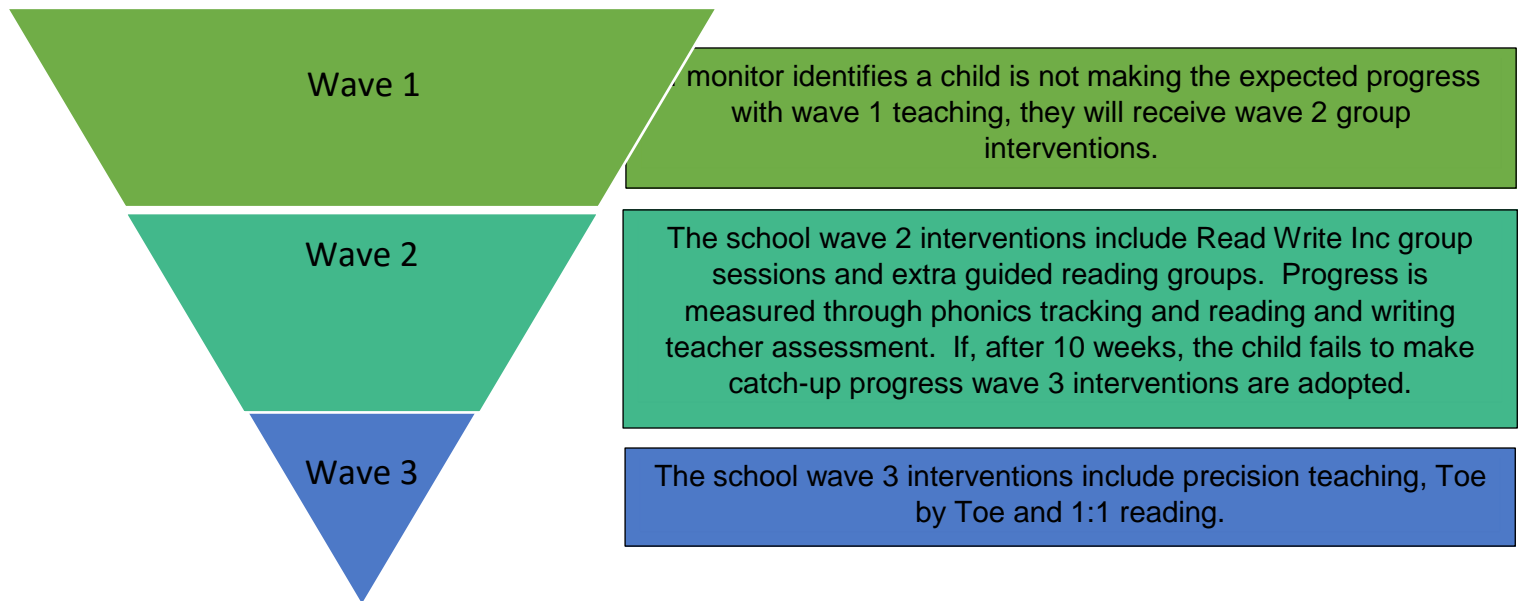 Wave 1
monitor identifies a child is not making the expected progress
with wave 1 teaching, they will receive wave 2 group
interventions.
Wave 2
The school wave 2 interventions include Read Write Inc group
sessions and extra guided reading groups.  Progress is
measured through phonics tracking and reading and writing
teacher assessment.  If, after 10 weeks, the child fails to make
catch-up progress wave 3 interventions are adopted.
Wave 3
The school wave 3 interventions include precision teaching, Toe
by Toe and 1:1 reading.